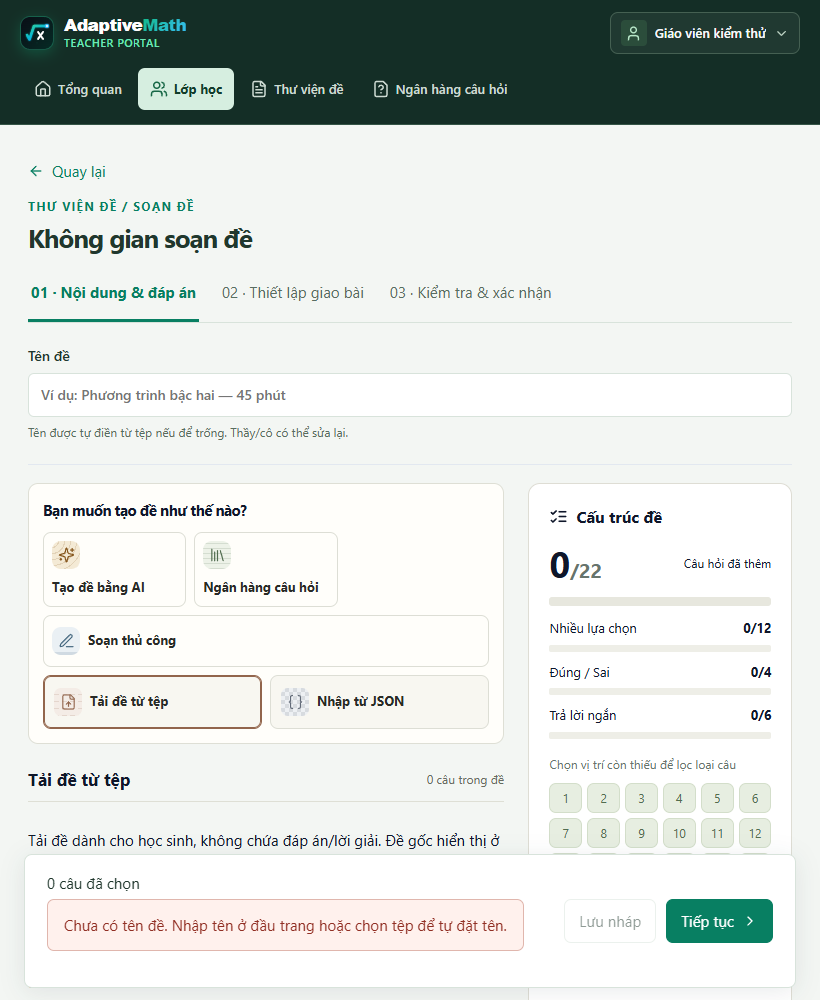 AdaptiveMath
TEACHER PORTAL
Giáo viên kiểm thử
Tổng quan
Lớp học
Thư viện đề
Ngân hàng câu hỏi
Quay lại
THƯ VIỆN ĐỀ / SOẠN ĐỀ
Không gian soạn đề
01 · Nội dung & đáp án
02 · Thiết lập giao bài
03 · Kiểm tra & xác nhận
Tên đề
Ví dụ: Phương trình bậc hai — 45 phút
Tên được tự điền từ tệp nếu để trống. Thầy/cô có thể sửa lại.
Bạn muốn tạo đề như thế nào?
Tạo đề bằng AI
Ngân hàng câu hỏi
Soạn thủ công
Tải đề từ tệp
Nhập từ JSON
Tải đề từ tệp
0 câu trong đề
Tải đề dành cho học sinh, không chứa đáp án/lời giải. Đề gốc hiển thị ở
Cấu trúc đề
0/22
Câu hỏi đã thêm
Nhiều lựa chọn 0/12
Đúng / Sai 0/4
Trả lời ngắn 0/6
Chọn vị trí còn thiếu để lọc loại câu
1 2 3 4 5 6
7 8 9 10 11 12
0 câu đã chọn
Chưa có tên đề. Nhập tên ở đầu trang hoặc chọn tệp để tự đặt tên.
Lưu nháp
Tiếp tục